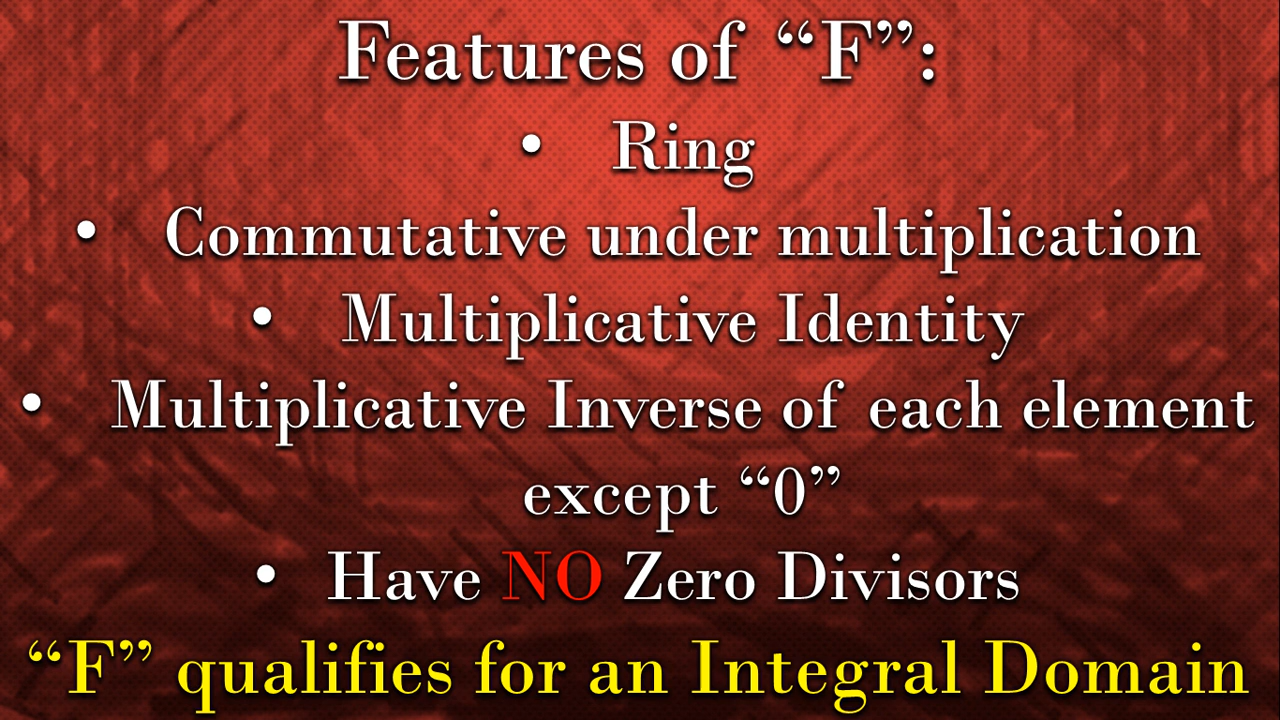 Features of “F”:
• Ring
• Commutative under multiplication
• Multiplicative Identity
• Multiplicative Inverse of each element
except “0”
• Have NO Zero Divisors
“F” qualifies for an Integral Domain